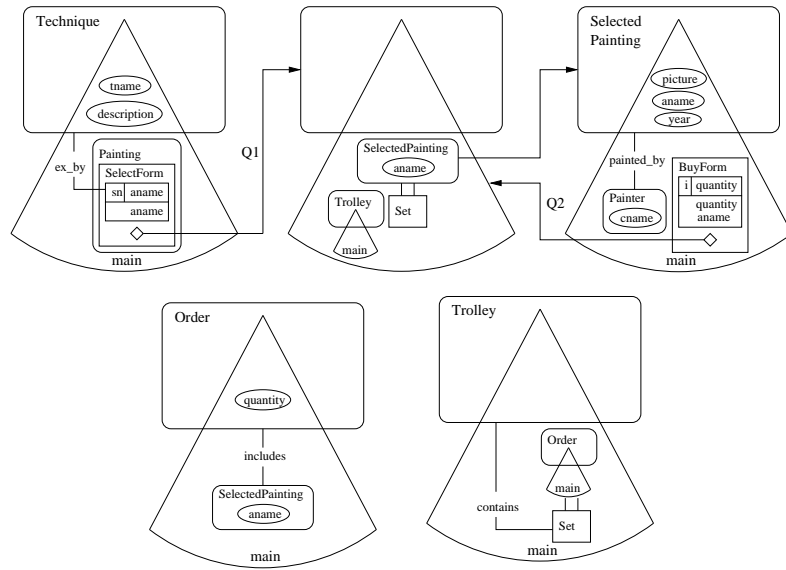 Technique
tname
description
ex_by
Painting
SelectForm
sn aname
aname
main
Q1
SelectedPainting
aname
Trolley
main
Set
Q2
Selected
Painting
picture
aname
year
painted_by
Painter
cname
BuyForm
i quantity
quantity
aname
main
Order
quantity
includes
SelectedPainting
aname
main
Trolley
Order
main
contains
Set
main